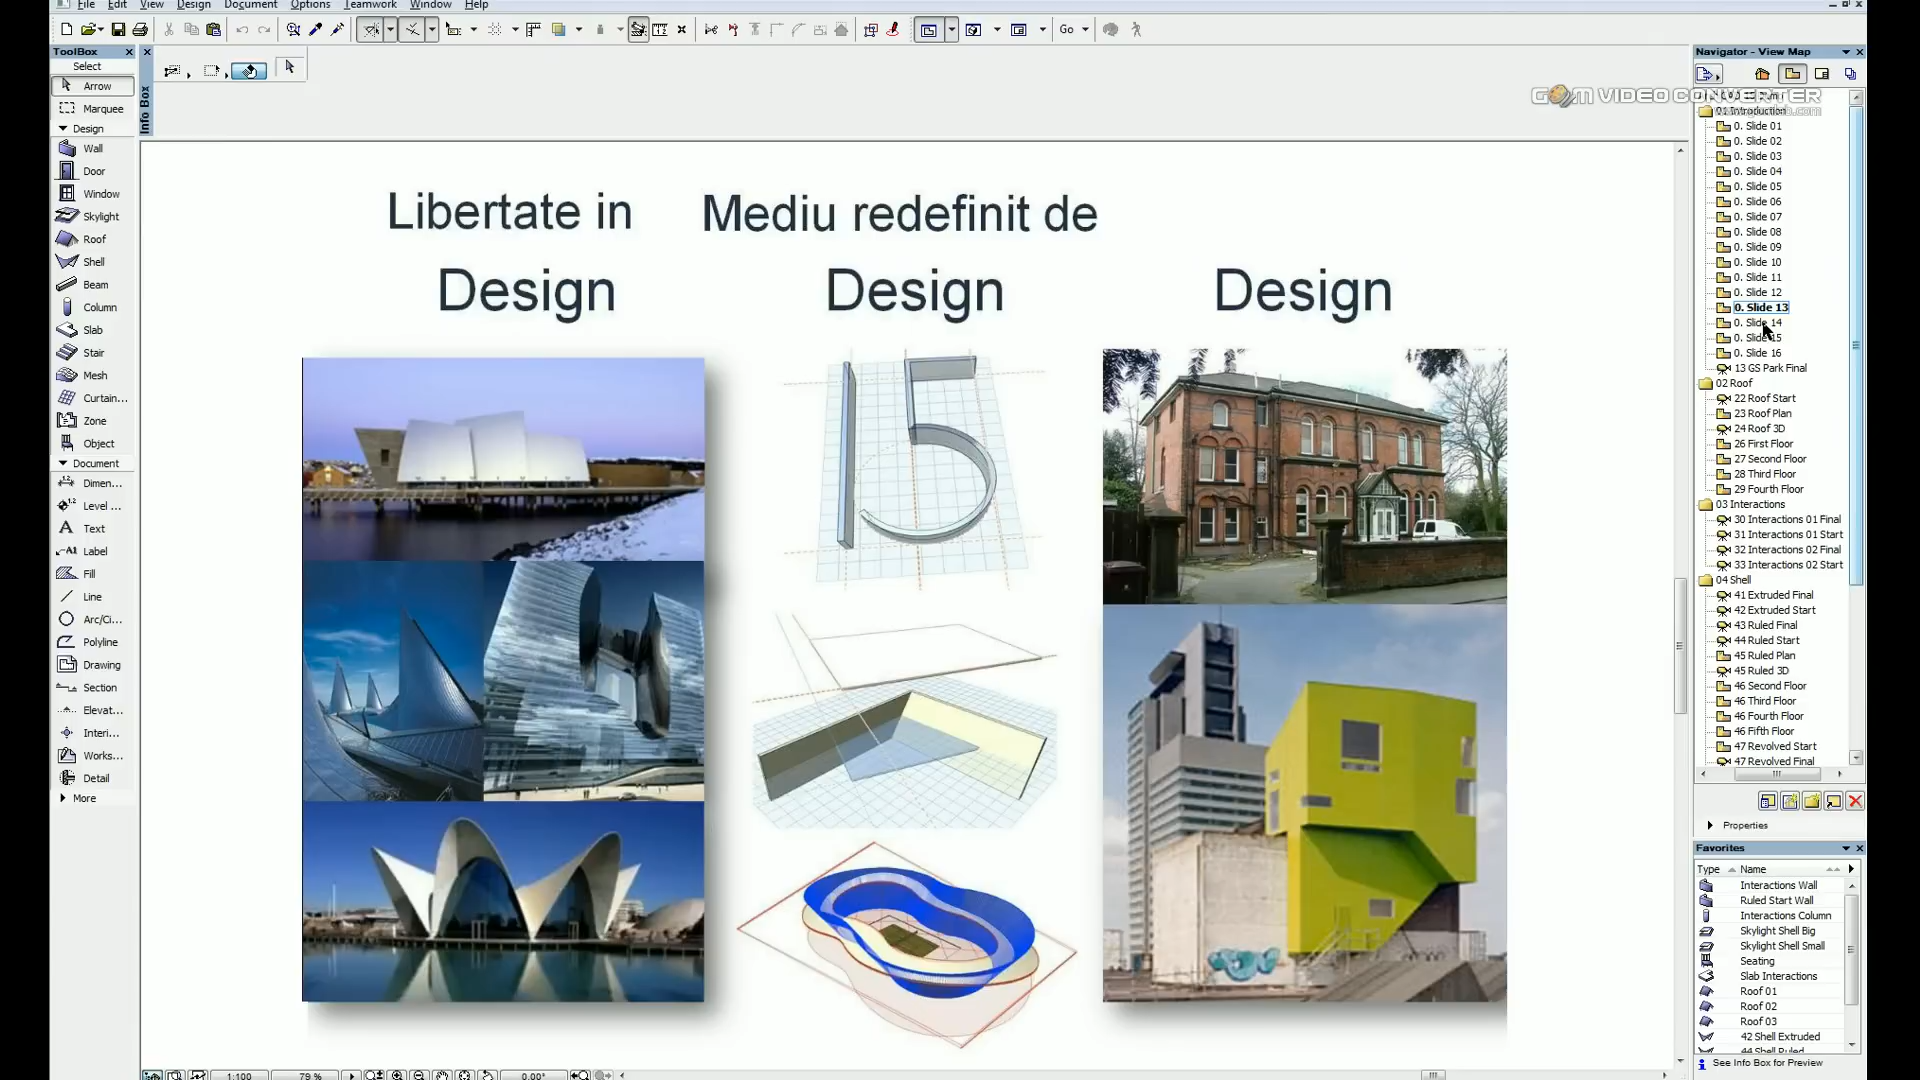 File Edit View Design Document Options Teamwork Window Help
Go
ToolBox
Select
Arrow
Marquee
Design
Wall
Door
Window
Skylight
Roof
Shell
Beam
Column
Slab
Stair
Mesh
Curtain...
Zone
Object
Document
Dimen...
Level ...
Text
Label
Fill
Line
Arc/Ci...
Polyline
Drawing
Section
Elevat...
Interi...
Works...
Detail
More
Info Box
Libertate in
Design
Mediu redefinit de
Design
Design
1:100
79 %
0.00°
Navigator - View Map
GOM VIDEO CONVERTER
01 Introduction
0. Slide 01
0. Slide 02
0. Slide 03
0. Slide 04
0. Slide 05
0. Slide 06
0. Slide 07
0. Slide 08
0. Slide 09
0. Slide 10
0. Slide 11
0. Slide 12
0. Slide 13
0. Slide 14
0. Slide 15
0. Slide 16
13 GS Park Final
02 Roof
22 Roof Start
23 Roof Plan
24 Roof 3D
26 First Floor
27 Second Floor
28 Third Floor
29 Fourth Floor
03 Interactions
30 Interactions 01 Final
31 Interactions 01 Start
32 Interactions 02 Final
33 Interactions 02 Start
04 Shell
41 Extruded Final
42 Extruded Start
43 Ruled Final
44 Ruled Start
45 Ruled Plan
45 Ruled 3D
46 Second Floor
46 Third Floor
46 Fourth Floor
46 Fifth Floor
47 Revolved Start
47 Revolved Final
Properties
Favorites
Type Name
Interactions Wall
Ruled Start Wall
Interactions Column
Skylight Shell Big
Skylight Shell Small
Seating
Slab Interactions
Roof 01
Roof 02
Roof 03
42 Shell Extruded
44 Shell Ruled
See Info Box for Preview